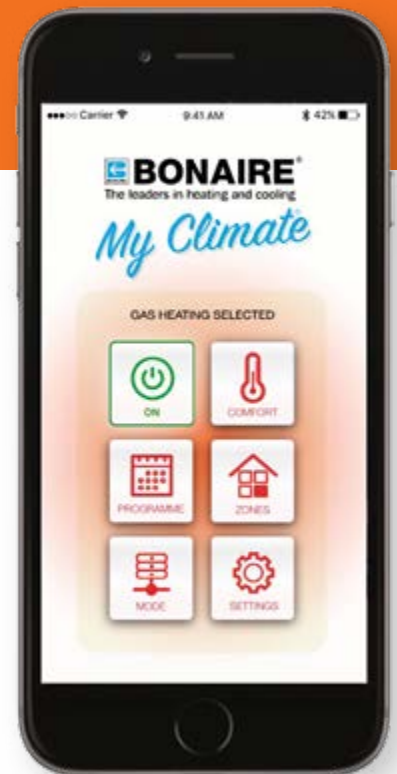 ●●●○○ Carrier 9:41 AM 42%
BONAIRE®
The leaders in heating and cooling
My Climate
GAS HEATING SELECTED
ON COMFORT
PROGRAMME ZONES
MODE SETTINGS